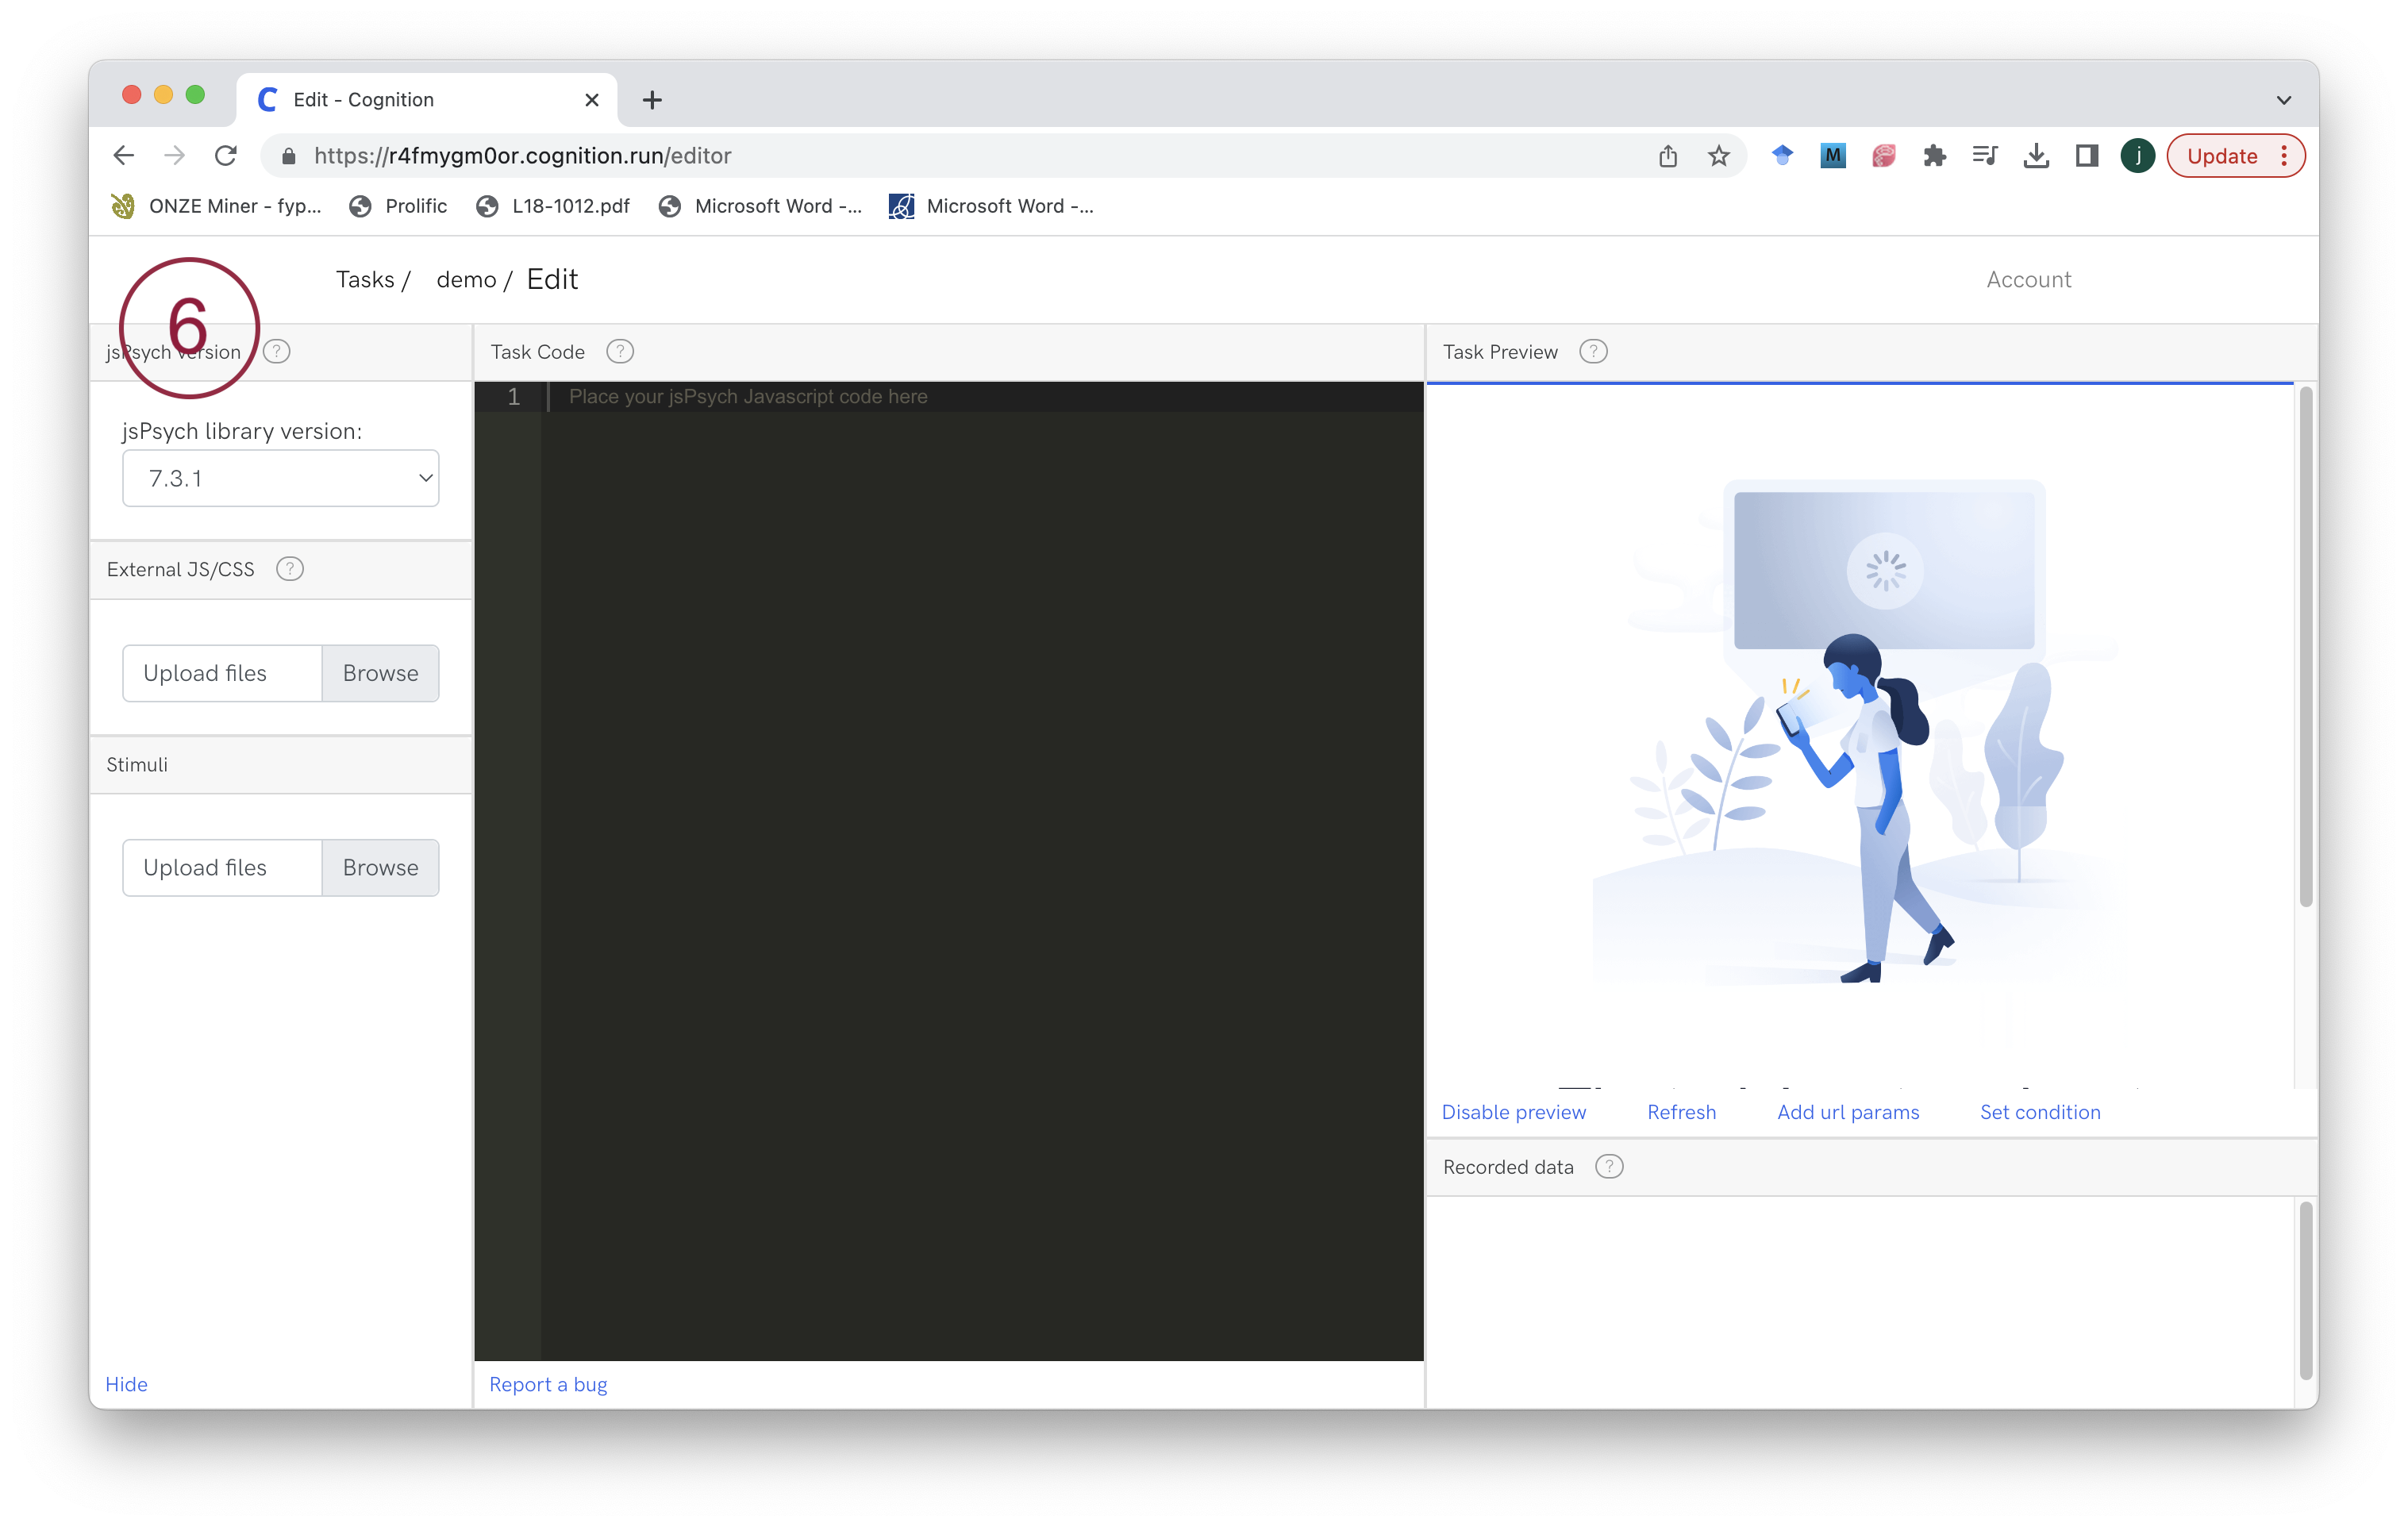 Edit - Cognition
https://r4fmygm0or.cognition.run/editor
M
j
Update
ONZE Miner - fyp...
Prolific
L18-1012.pdf
Microsoft Word -...
Microsoft Word -...
Tasks / demo / Edit
Account
6
jsPsych version ?
Task Code ?
Task Preview ?
jsPsych library version:
7.3.1
External JS/CSS ?
Upload files Browse
Stimuli
Upload files Browse
Hide
1 Place your jsPsych Javascript code here
Report a bug
Disable preview Refresh Add url params Set condition
Recorded data ?